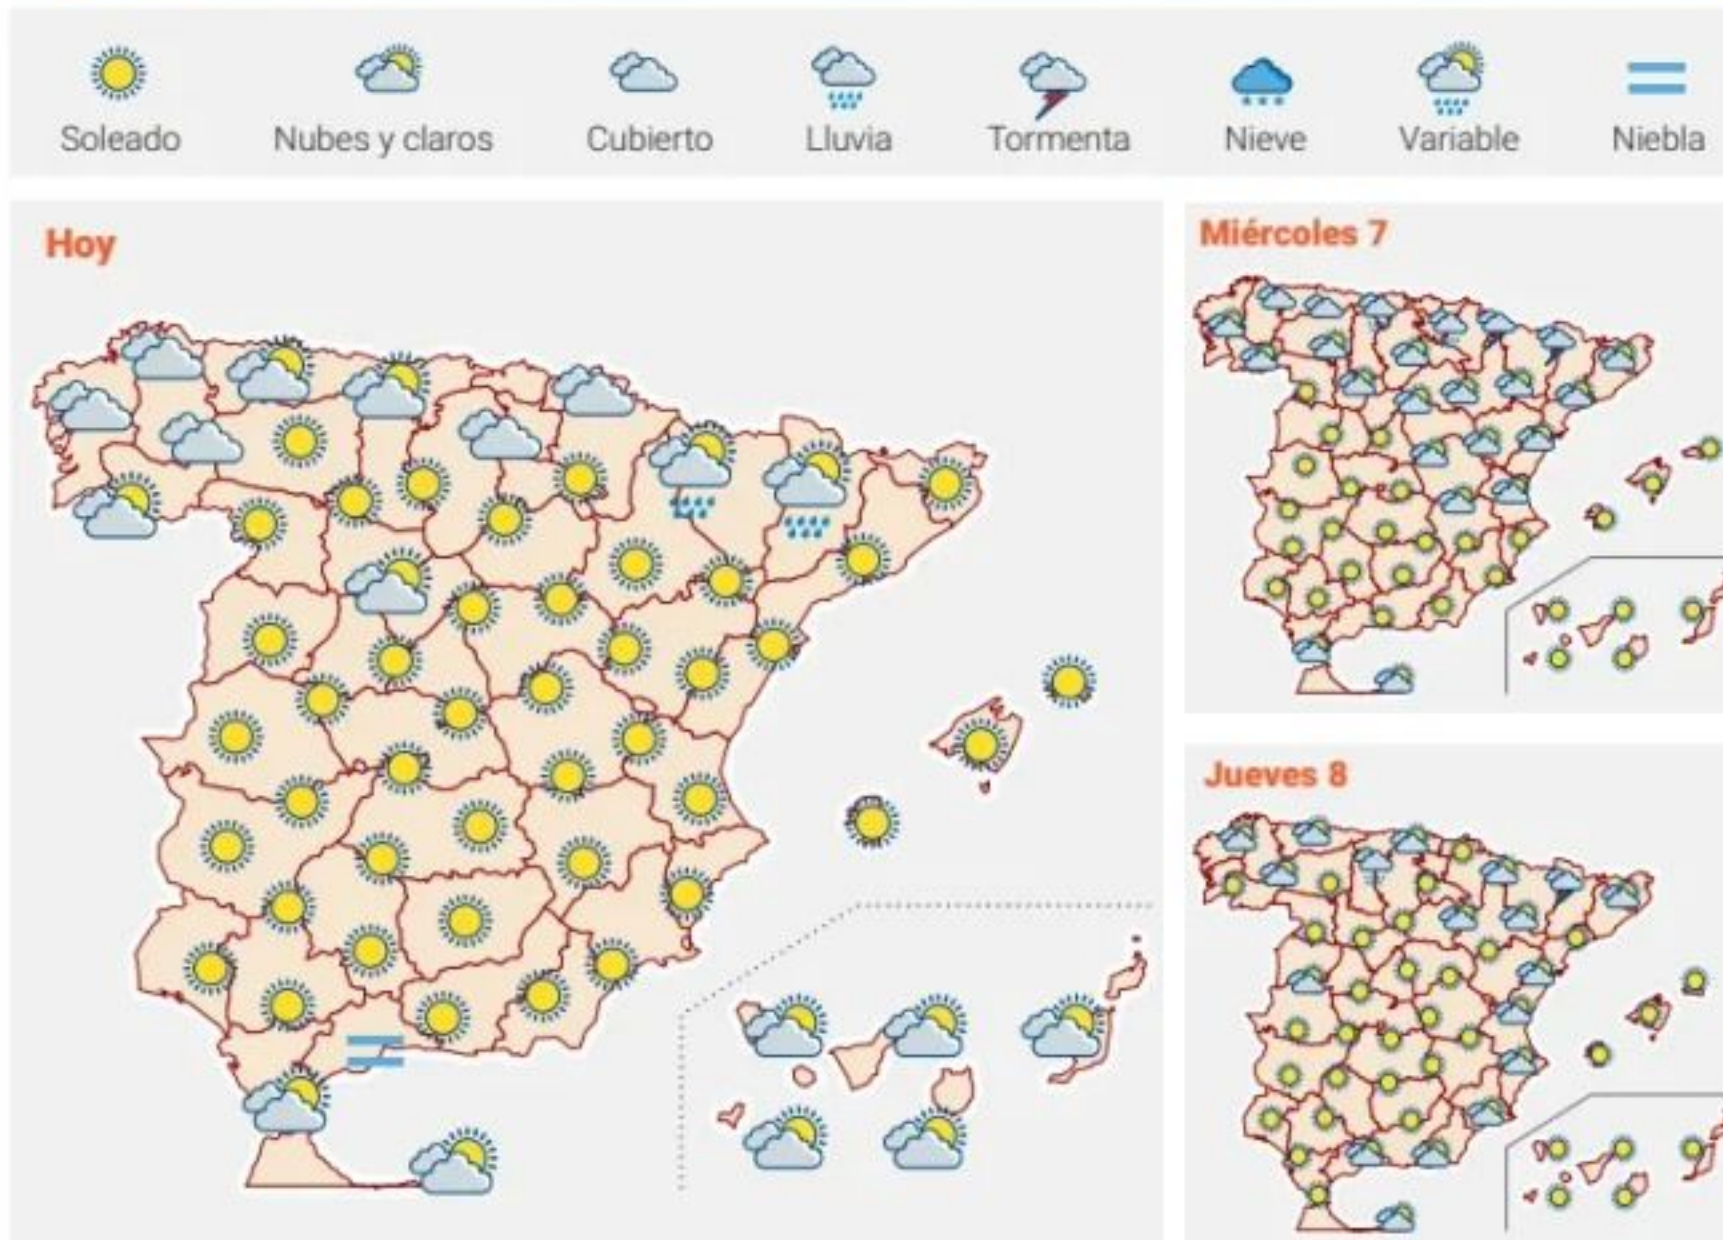 Soleado
Nubes y claros
Cubierto
Lluvia
Tormenta
Nieve
Variable
Niebla
Hoy
Miércoles 7
Jueves 8